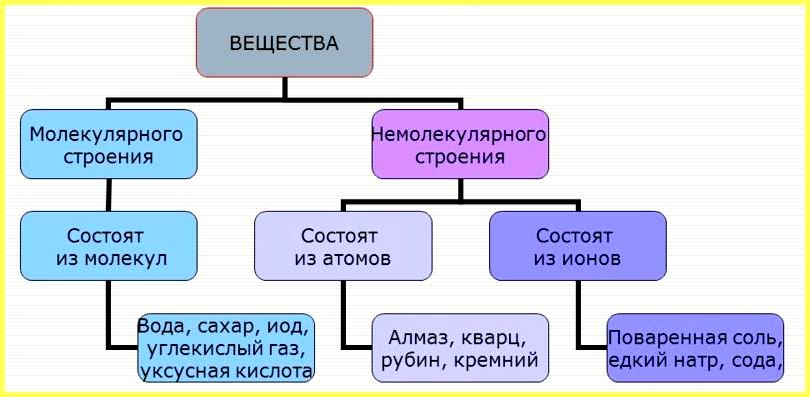 ВЕЩЕСТВА
Молекулярного
строения
Немолекулярного
строения
Состоят
из молекул
Состоят
из атомов
Состоят
из ионов
Вода, сахар, иод,
углекислый газ,
уксусная кислота
Алмаз, кварц,
рубин, кремний
Поваренная соль,
едкий натр, сода,